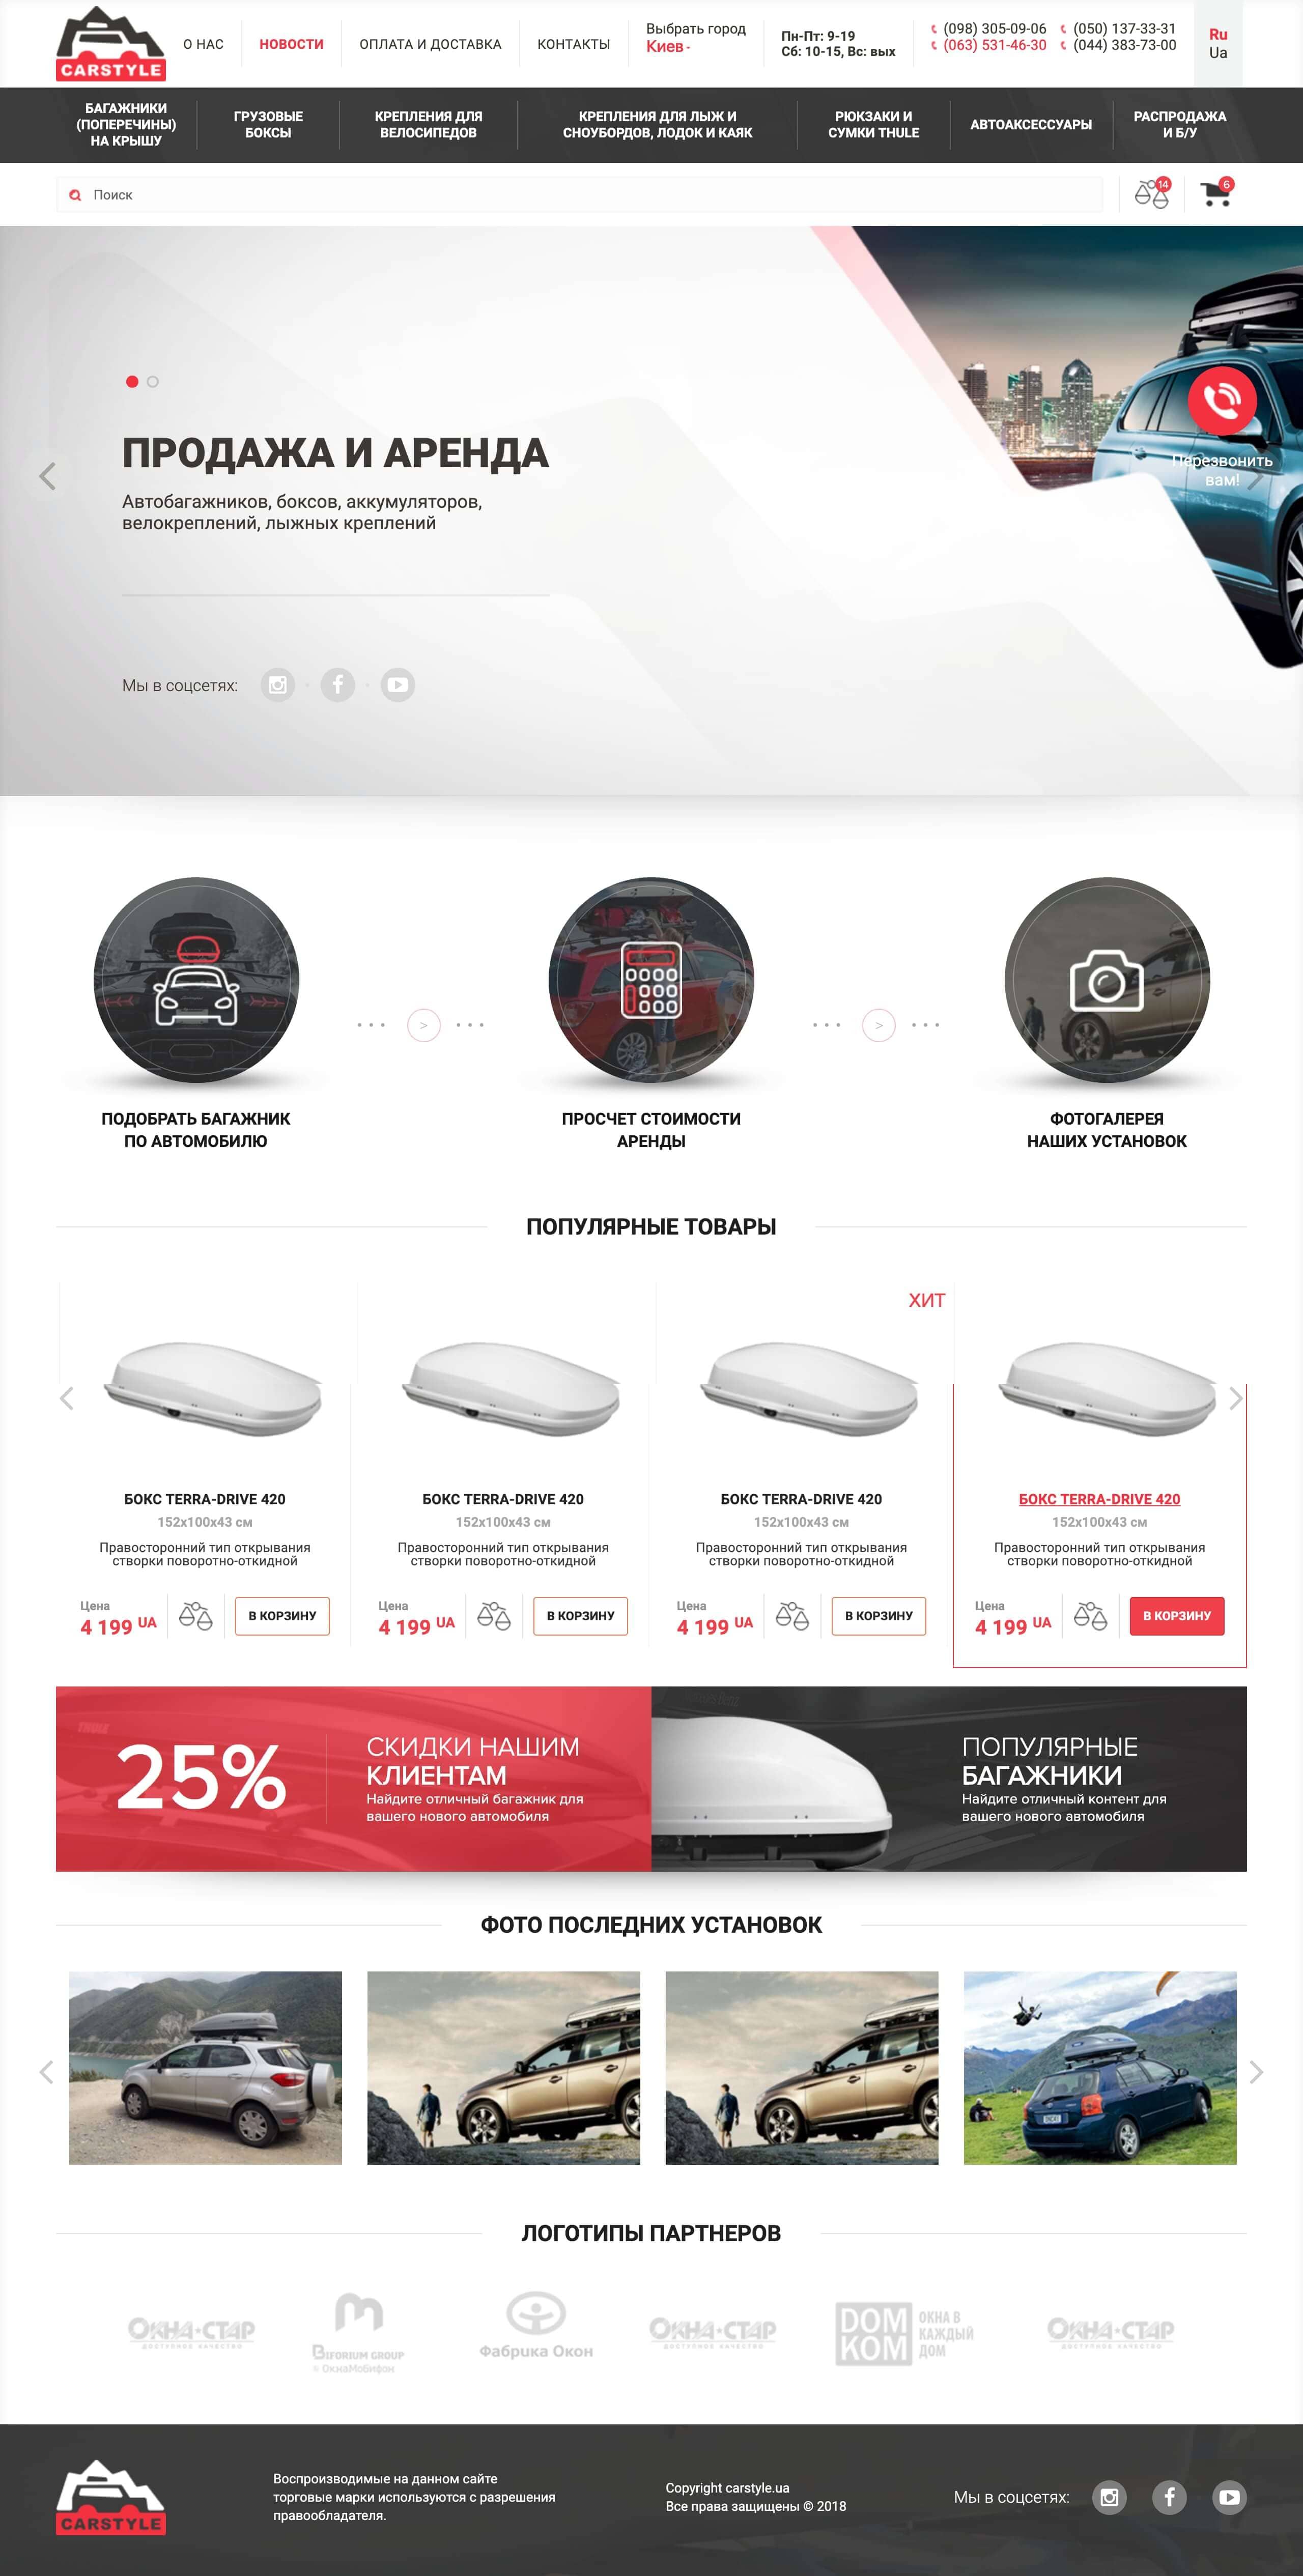 CARSTYLE
О НАС
НОВОСТИ
ОПЛАТА И ДОСТАВКА
КОНТАКТЫ
Выбрать город
Киев
Пн-Пт: 9-19
Сб: 10-15, Вс: вых
(098) 305-09-06
(050) 137-33-31
(063) 531-46-30
(044) 383-73-00
Ru
Ua
БАГАЖНИКИ
(ПОПЕРЕЧИНЫ)
НА КРЫШУ
ГРУЗОВЫЕ
БОКСЫ
КРЕПЛЕНИЯ ДЛЯ
ВЕЛОСИПЕДОВ
КРЕПЛЕНИЯ ДЛЯ ЛЫЖ И
СНОУБОРДОВ, ЛОДОК И КАЯК
РЮКЗАКИ И
СУМКИ THULE
АВТОАКСЕССУАРЫ
РАСПРОДАЖА
И Б/У
Поиск
14
6
ПРОДАЖА И АРЕНДА
Автобагажников, боксов, аккумуляторов,
велокреплений, лыжных креплений
Перезвонить
вам!
Мы в соцсетях:
ПОДОБРАТЬ БАГАЖНИК
ПО АВТОМОБИЛЮ
ПРОСЧЕТ СТОИМОСТИ
АРЕНДЫ
ФОТОГАЛЕРЕЯ
НАШИХ УСТАНОВОК
ПОПУЛЯРНЫЕ ТОВАРЫ
ХИТ
БОКС TERRA-DRIVE 420
152x100x43 см
Правосторонний тип открывания
створки поворотно-откидной
Цена
4 199 UA
В КОРЗИНУ
БОКС TERRA-DRIVE 420
152x100x43 см
Правосторонний тип открывания
створки поворотно-откидной
Цена
4 199 UA
В КОРЗИНУ
БОКС TERRA-DRIVE 420
152x100x43 см
Правосторонний тип открывания
створки поворотно-откидной
Цена
4 199 UA
В КОРЗИНУ
БОКС TERRA-DRIVE 420
152x100x43 см
Правосторонний тип открывания
створки поворотно-откидной
Цена
4 199 UA
В КОРЗИНУ
25%
СКИДКИ НАШИМ
КЛИЕНТАМ
Найдите отличный багажник для
вашего нового автомобиля
ПОПУЛЯРНЫЕ
БАГАЖНИКИ
Найдите отличный контент для
вашего нового автомобиля
ФОТО ПОСЛЕДНИХ УСТАНОВОК
ЛОГОТИПЫ ПАРТНЕРОВ
ОКНА СТАР
ДОСТУПНОЕ КАЧЕСТВО
BIFORIUM GROUP
ОкнаМобифон
Фабрика Окон
ОКНА СТАР
ДОСТУПНОЕ КАЧЕСТВО
DOM
KOM
ОКНА В
КАЖДЫЙ
ДОМ
ОКНА СТАР
ДОСТУПНОЕ КАЧЕСТВО
CARSTYLE
Воспроизводимые на данном сайте
торговые марки используются с разрешения
правообладателя.
Copyright carstyle.ua
Все права защищены © 2018
Мы в соцсетях: